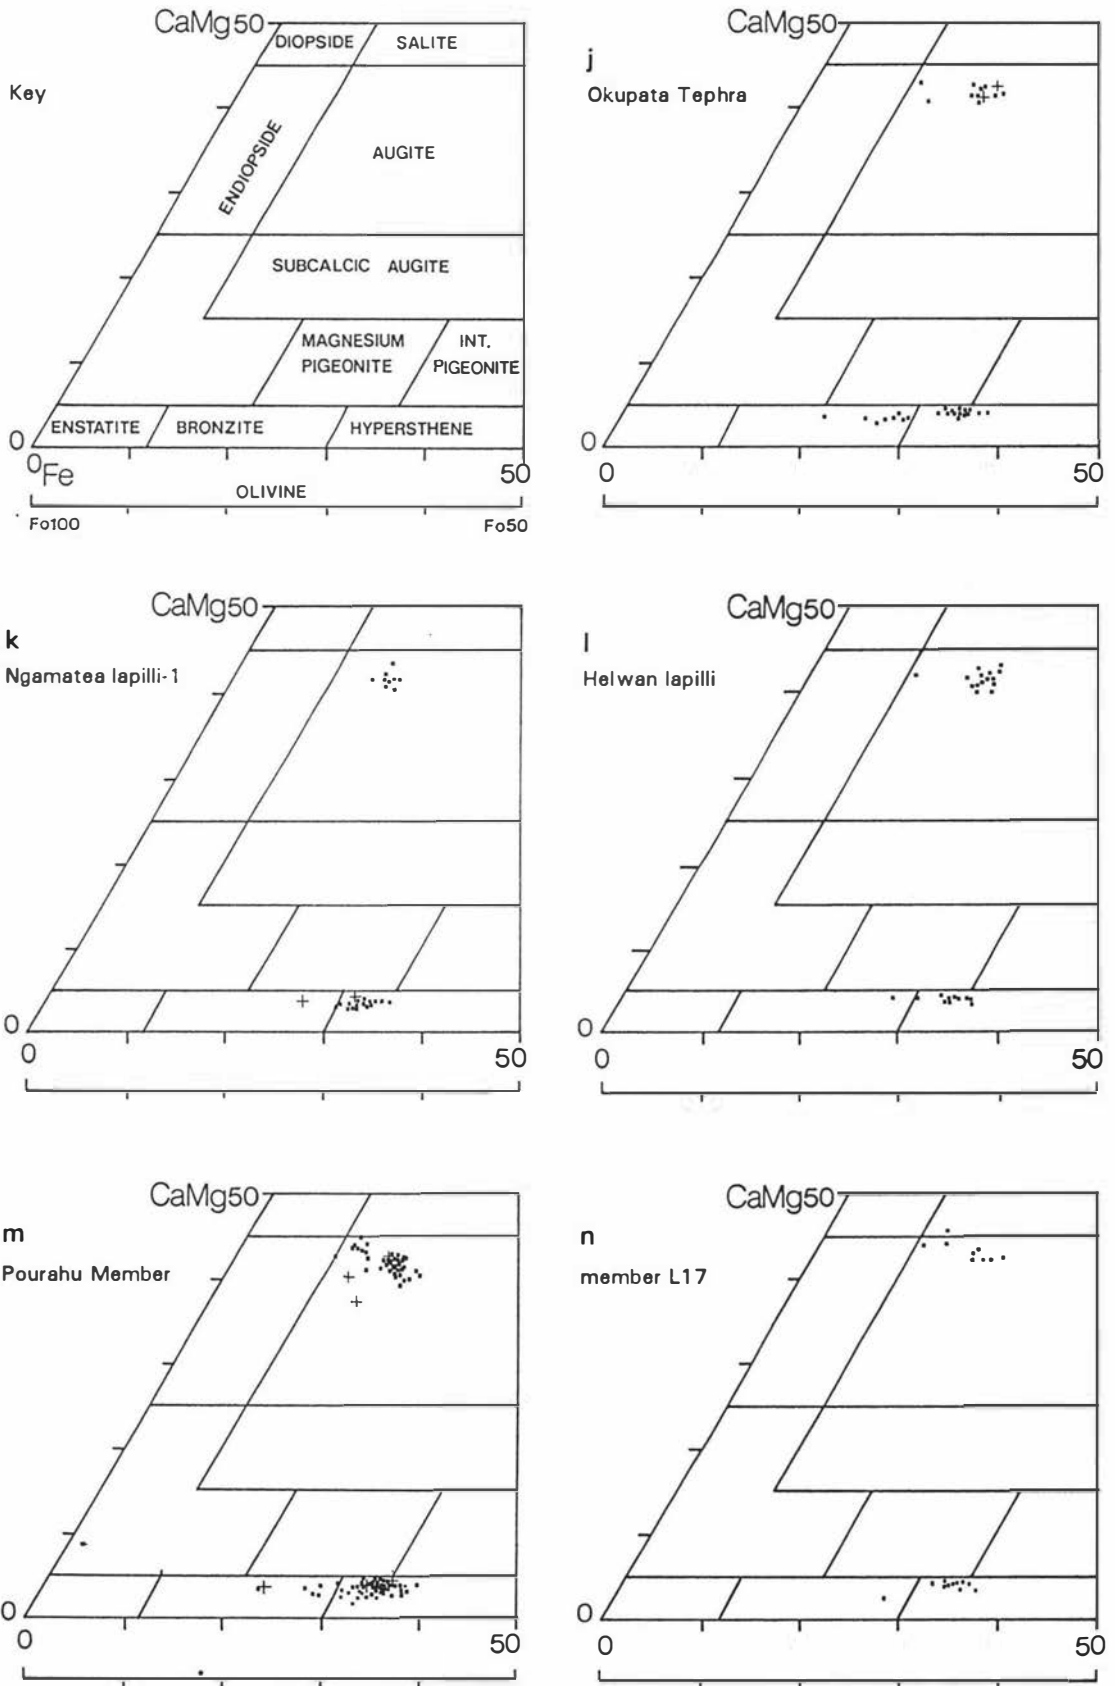 CaMg50
DIOPSIDE
SALITE
Key
ENDIOPSIDE
AUGITE
SUBCALCIC AUGITE
MAGNESIUM
PIGEONITE
INT.
PIGEONITE
ENSTATITE
BRONZITE
HYPERSTHENE
0
0
Fe
50
OLIVINE
Fo100
Fo50
CaMg50
j
Okupata Tephra
0
0
50
CaMg50
k
Ngamatea lapilli-1
0
0
50
CaMg50
l
Helwan lapilli
0
0
50
CaMg50
m
Pourahu Member
0
0
50
CaMg50
n
member L17
0
0
50